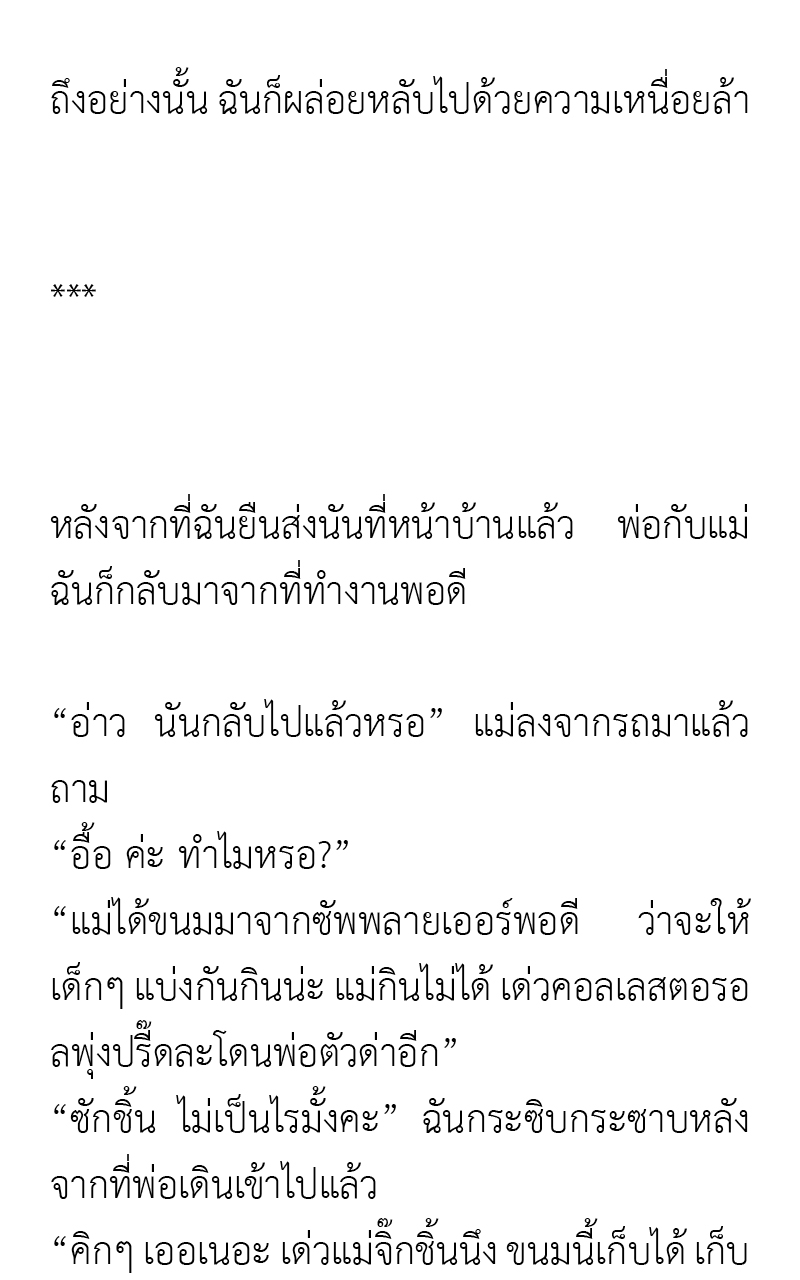 ถึงอย่างนั้น ฉันก็ผล่อยหลับไปด้วยความเหนื่อยล้า
***
หลังจากที่ฉันยืนส่งนันที่หน้าบ้านแล้ว พ่อกับแม่
ฉันก็กลับมาจากที่ทำงานพอดี
“อ่าว นันกลับไปแล้วหรอ” แม่ลงจากรถมาแล้ว
ถาม
“อื้อ ค่ะ ทำไมหรอ?”
“แม่ได้ขนมมาจากซัพพลายเออร์พอดี ว่าจะให้
เด็กๆ แบ่งกันกินน่ะ แม่กินไม่ได้ เด่วคอลเลสตอรอ
ลพุ่งปรี๊ดละโดนพ่อตัวด่าอีก”
“ซักชิ้น ไม่เป็นไรมั้งคะ” ฉันกระซิบกระซาบหลัง
จากที่พ่อเดินเข้าไปแล้ว
“คิกๆ เออเนอะ เด่วแม่จิ๊กชิ้นนึง ขนมนี้เก็บได้ เก็บ